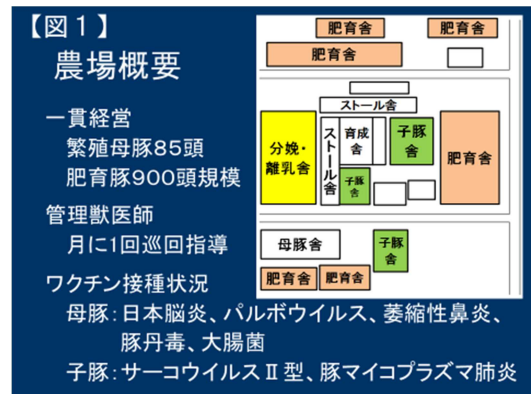 【図１】
農場概要
一貫経営
繁殖母豚85頭
肥育豚900頭規模
管理獣医師
月に1回巡回指導
ワクチン接種状況
母豚：日本脳炎、パルボウイルス、萎縮性鼻炎、
豚丹毒、大腸菌
子豚：サーコウイルスⅡ型、豚マイコプラズマ肺炎
肥育舎
肥育舎
肥育舎
ストール舎
分娩・
離乳舎
ストール舎
育成
舎
子豚
舎
子豚
舎
肥育舎
母豚舎
子豚
舎
肥育舎
肥育舎